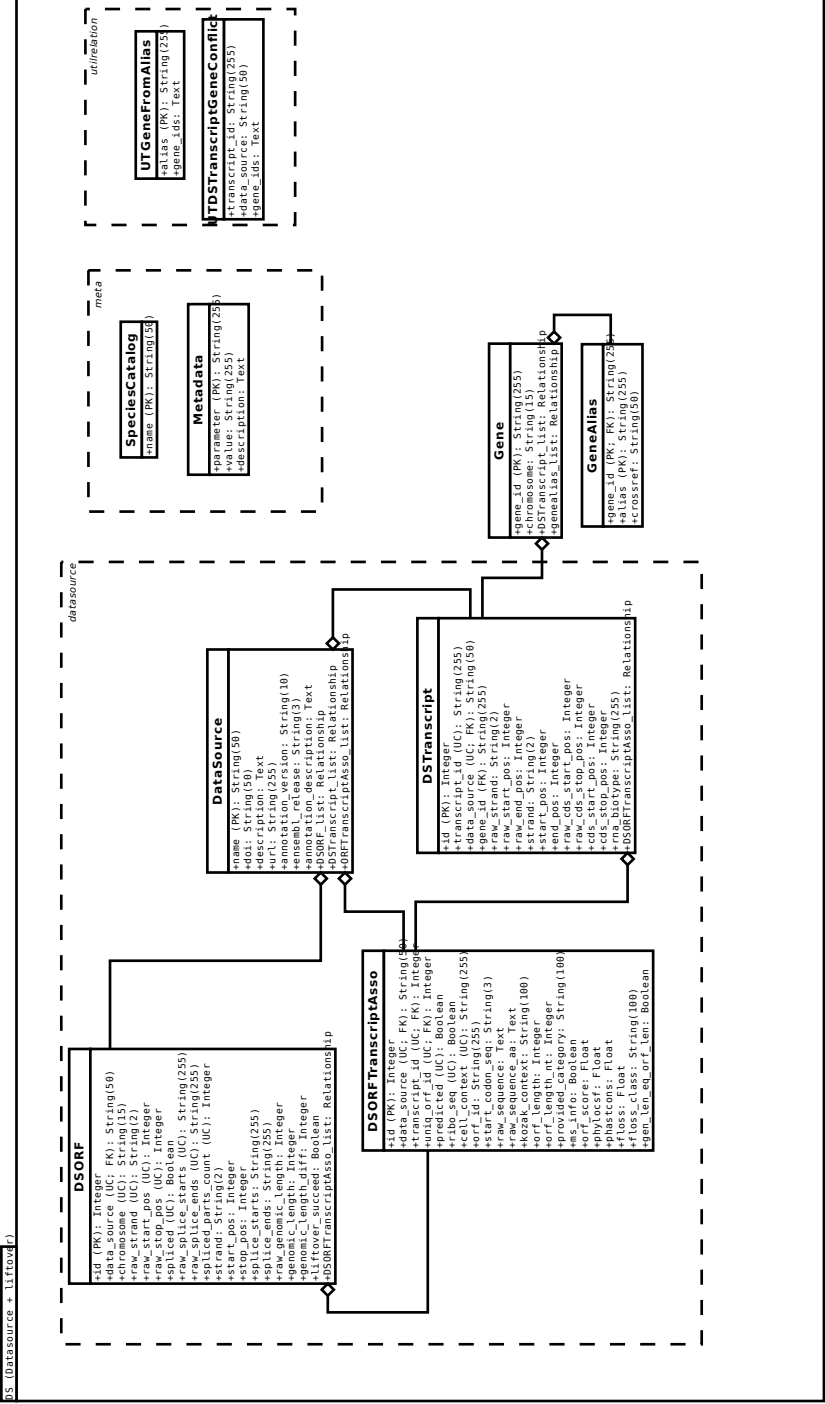 DS (Datasource + liftover)
datasource
DSORF
+id (PK): Integer
+data_source (UC; FK): String(50)
+chromosome (UC): String(15)
+raw_strand (UC): String(2)
+raw_start_pos (UC): Integer
+raw_stop_pos (UC): Integer
+spliced (UC): Boolean
+raw_splice_starts (UC): String(255)
+raw_splice_ends (UC): String(255)
+spliced_parts_count (UC): Integer
+strand: String(2)
+start_pos: Integer
+stop_pos: Integer
+splice_starts: String(255)
+splice_ends: String(255)
+raw_genomic_length: Integer
+genomic_length: Integer
+genomic_length_diff: Integer
+liftover_succeed: Boolean
+DSORFTranscriptAsso_list: Relationship
DataSource
+name (PK): String(50)
+doi: String(50)
+description: Text
+url: String(255)
+annotation_version: String(10)
+ensembl_release: String(3)
+annotation_description: Text
+DSORF_list: Relationship
+DSTranscript_list: Relationship
+ORFTranscriptAsso_list: Relationship
DSORFTranscriptAsso
+id (PK): Integer
+data_source (UC; FK): String(50)
+transcript_id (UC; FK): Integer
+uniq_orf_id (UC; FK): Integer
+predicted (UC): Boolean
+ribo_seq (UC): Boolean
+cell_context (UC): String(255)
+orf_id: String(255)
+start_codon_seq: String(3)
+raw_sequence: Text
+raw_sequence_aa: Text
+kozak_context: String(100)
+orf_length: Integer
+orf_length_nt: Integer
+provided_category: String(100)
+ms_info: Boolean
+orf_score: Float
+phylocsf: Float
+phastcons: Float
+floss: Float
+floss_class: String(100)
+gen_len_eq_orf_len: Boolean
DSTranscript
+id (PK): Integer
+transcript_id (UC): String(255)
+data_source (UC; FK): String(50)
+gene_id (FK): String(255)
+raw_strand: String(2)
+raw_start_pos: Integer
+raw_end_pos: Integer
+strand: String(2)
+start_pos: Integer
+end_pos: Integer
+raw_cds_start_pos: Integer
+raw_cds_stop_pos: Integer
+cds_start_pos: Integer
+cds_stop_pos: Integer
+rna_biotype: String(255)
+DSORFTranscriptAsso_list: Relationship
meta
SpeciesCatalog
+name (PK): String(50)
Metadata
+parameter (PK): String(255)
+value: String(255)
+description: Text
Gene
+gene_id (PK): String(255)
+chromosome: String(15)
+DSTranscript_list: Relationship
+genealias_list: Relationship
GeneAlias
+gene_id (PK; FK): String(255)
+alias (PK): String(255)
+crossref: String(50)
utilrelation
UTGeneFromAlias
+alias (PK): String(255)
+gene_ids: Text
UTDSTranscriptGeneConflict
+transcript_id: String(255)
+data_source: String(50)
+gene_ids: Text